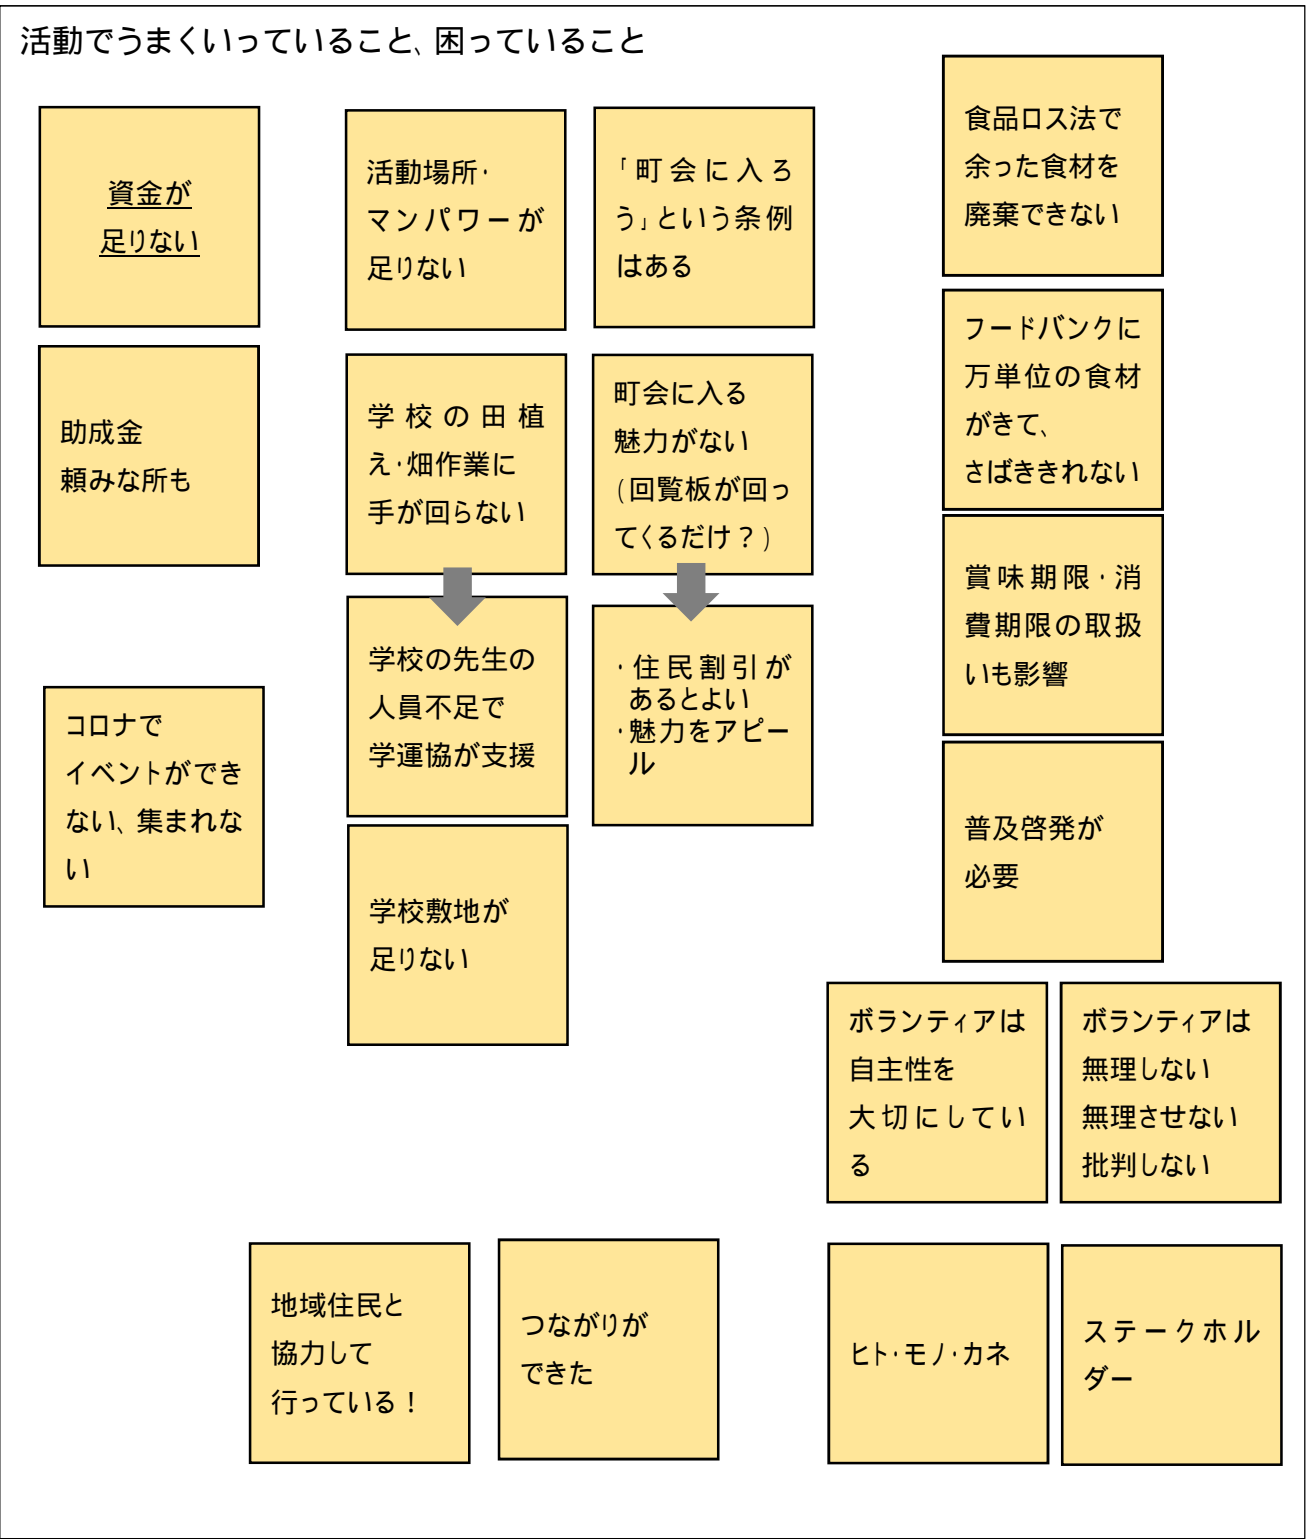 活動でうまくいっていること、困っていること
資金が
足りない
助成金
頼みな所も
コロナで
イベントができ
ない、集まれな
い
活動場所・
マンパワーが
足りない
学校の田植
え・畑作業に
手が回らない
学校の先生の
人員不足で
学運協が支援
学校敷地が
足りない
「町会に入ろ
う」という条例
はある
町会に入る
魅力がない
（回覧板が回っ
てくるだけ？）
・住民割引が
あるとよい
・魅力をアピー
ル
食品ロス法で
余った食材を
廃棄できない
フードバンクに
万単位の食材
がきて、
さばききれない
賞味期限・消
費期限の取扱
いも影響
普及啓発が
必要
ボランティアは
自主性を
大切にしてい
る
ボランティアは
無理しない
無理させない
批判しない
地域住民と
協力して
行っている！
つながりが
できた
ヒト・モノ・カネ
ステークホル
ダー